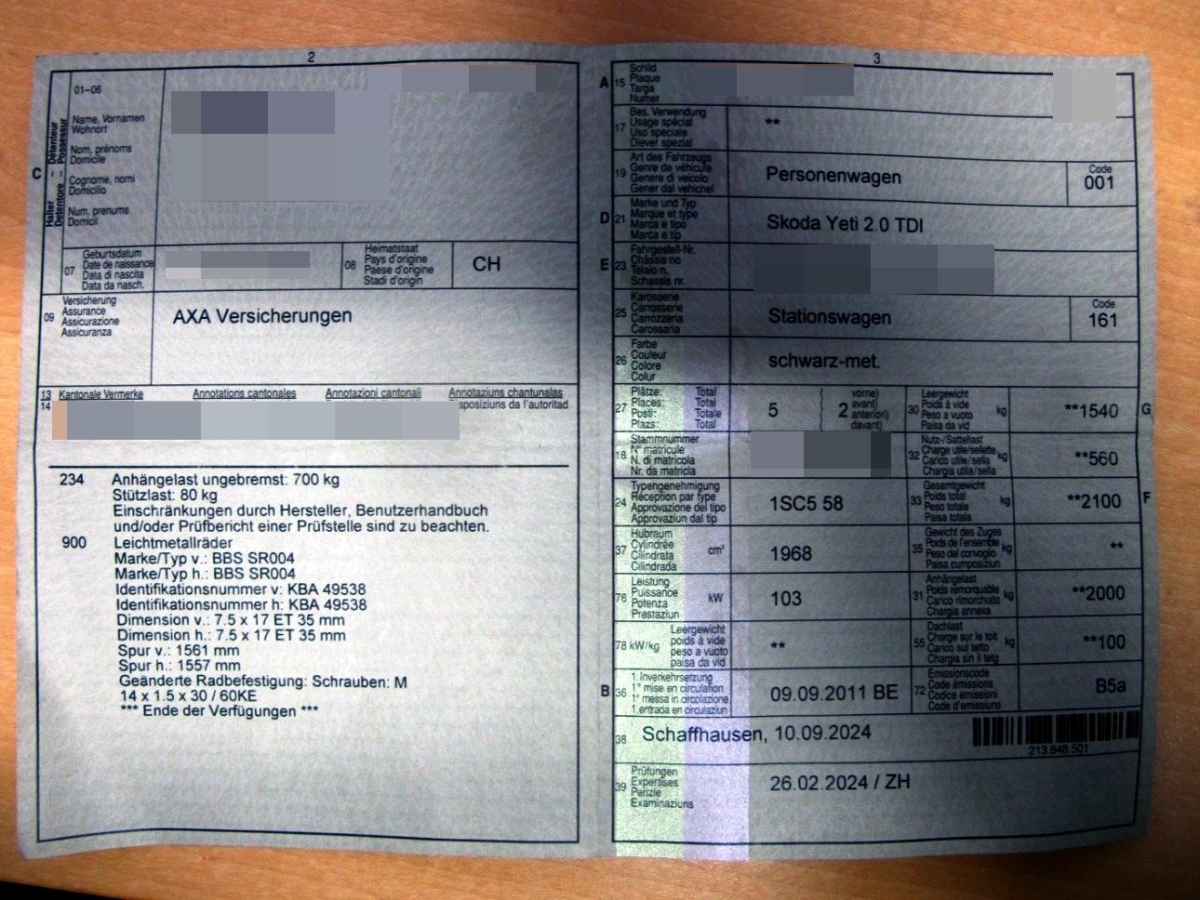 2
01-06
Name, Vornamen
Wohnort
Nom, prénoms
Domicile
Cognome, nomi
Domicilio
Num, prenums
Domicil
C
Halter – Détenteur
Detentore – Possessur
07
Geburtsdatum
Date de naissance
Data di nascita
Data da nasch.
08
Heimatstaat
Pays d'origine
Paese d'origine
Stadi d'origin
CH
09
Versicherung
Assurance
Assicurazione
Assicuranza
AXA Versicherungen
13 Kantonale Vermerke Annotations cantonales Annotazioni cantonali Annotaziuns chantunalas
14
sposiziuns da l'autoritad
234 Anhängelast ungebremst: 700 kg
Stützlast: 80 kg
Einschränkungen durch Hersteller, Benutzerhandbuch
und/oder Prüfbericht einer Prüfstelle sind zu beachten.
900 Leichtmetallräder
Marke/Typ v.: BBS SR004
Marke/Typ h.: BBS SR004
Identifikationsnummer v: KBA 49538
Identifikationsnummer h: KBA 49538
Dimension v.: 7.5 x 17 ET 35 mm
Dimension h.: 7.5 x 17 ET 35 mm
Spur v.: 1561 mm
Spur h.: 1557 mm
Geänderte Radbefestigung: Schrauben: M
14 x 1.5 x 30 / 60KE
*** Ende der Verfügungen ***
3
A 15
Schild
Plaque
Targa
Numer
17
Bes. Verwendung
Usage spécial
Uso speciale
Diever spezial
**
19
Art des Fahrzeugs
Genre de véhicule
Genere di veicolo
Gener dal vehichel
Personenwagen
Code
001
D 21
Marke und Typ
Marque et type
Marca e tipo
Marca e tip
Skoda Yeti 2.0 TDI
E 23
Fahrgestell-Nr.
Châssis no
Telaio n.
Schassis nr.
25
Karosserie
Carrosserie
Carrozzeria
Carossaria
Stationswagen
Code
161
26
Farbe
Couleur
Colore
Colur
schwarz-met.
27
Plätze: Total
Places: Total
Posti: Totale
Plazs: Total
5
2
vorne)
avant)
anteriori)
davant)
30
Leergewicht
Poids à vide
Peso a vuoto
Paisa da vid
kg
**1540
G
18
Stammnummer
N° matricule
N. di matricola
Nr. da matricla
32
Nutz-/Sattellast
Charge utile/sellette
Carico utile/sella
Chargia utila/sella
kg
**560
24
Typengenehmigung
Réception par type
Approvazione del tipo
Approvaziun dal tip
1SC5 58
33
Gesamtgewicht
Poids total
Peso totale
Paisa totala
kg
**2100
F
37
Hubraum
Cylindrée
Cilindrata
Cilindrada
cm³
1968
35
Gewicht des Zuges
Poids de l'ensemble
Peso del convoglio
Paisa cumposiziun
kg
**
76
Leistung
Puissance
Potenza
Prestaziun
kW
103
31
Anhängelast
Poids remorquable
Carico rimorchiato
Chargia annexa
kg
**2000
78 kW/kg
Leergewicht
poids à vide
peso a vuoto
paisa da vid
**
55
Dachlast
Charge sur le toit
Carico sul tetto
Chargia sin il tetg
kg
**100
B 36
1. Inverkehrsetzung
1re mise en circulation
1a messa in circolazione
1. entrada en circulaziun
09.09.2011 BE
72
Emissionscode
Code émissions
Codice emissioni
Code d'emissiuns
B5a
38
Schaffhausen, 10.09.2024
213.848.501
39
Prüfungen
Expertises
Perizie
Examinaziuns
26.02.2024 / ZH